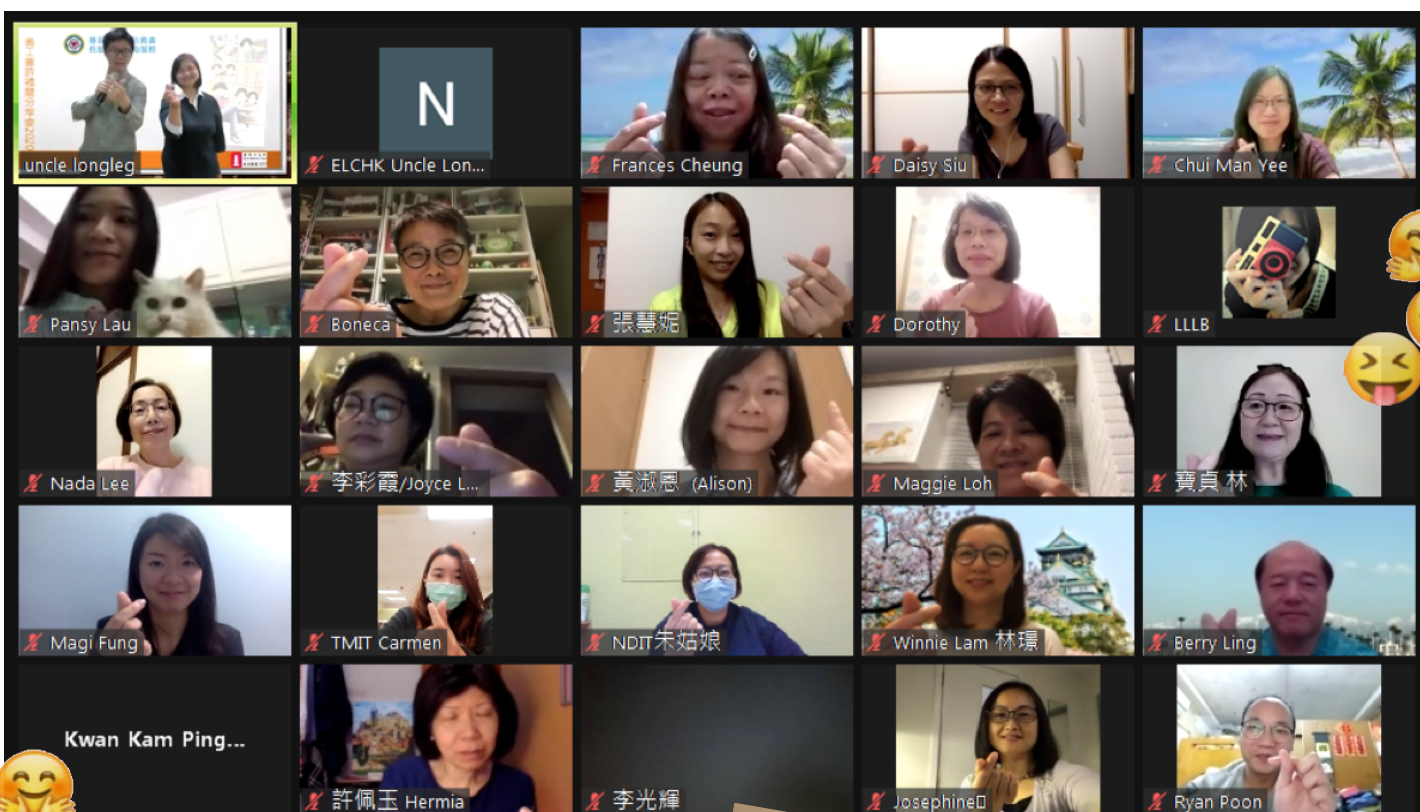 uncle longleg
N
ELCHK Uncle Lon...
Frances Cheung
Daisy Siu
Chui Man Yee
Pansy Lau
Boneca
張慧妮
Dorothy
LLLB
Nada Lee
李彩霞/Joyce L...
黃淑恩 (Alison)
Maggie Loh
寶貞 林
Magi Fung
TMIT Carmen
NDIT朱姑娘
Winnie Lam 林璟
Berry Ling
Kwan Kam Ping...
許佩玉 Hermia
李光輝
Josephine
Ryan Poon